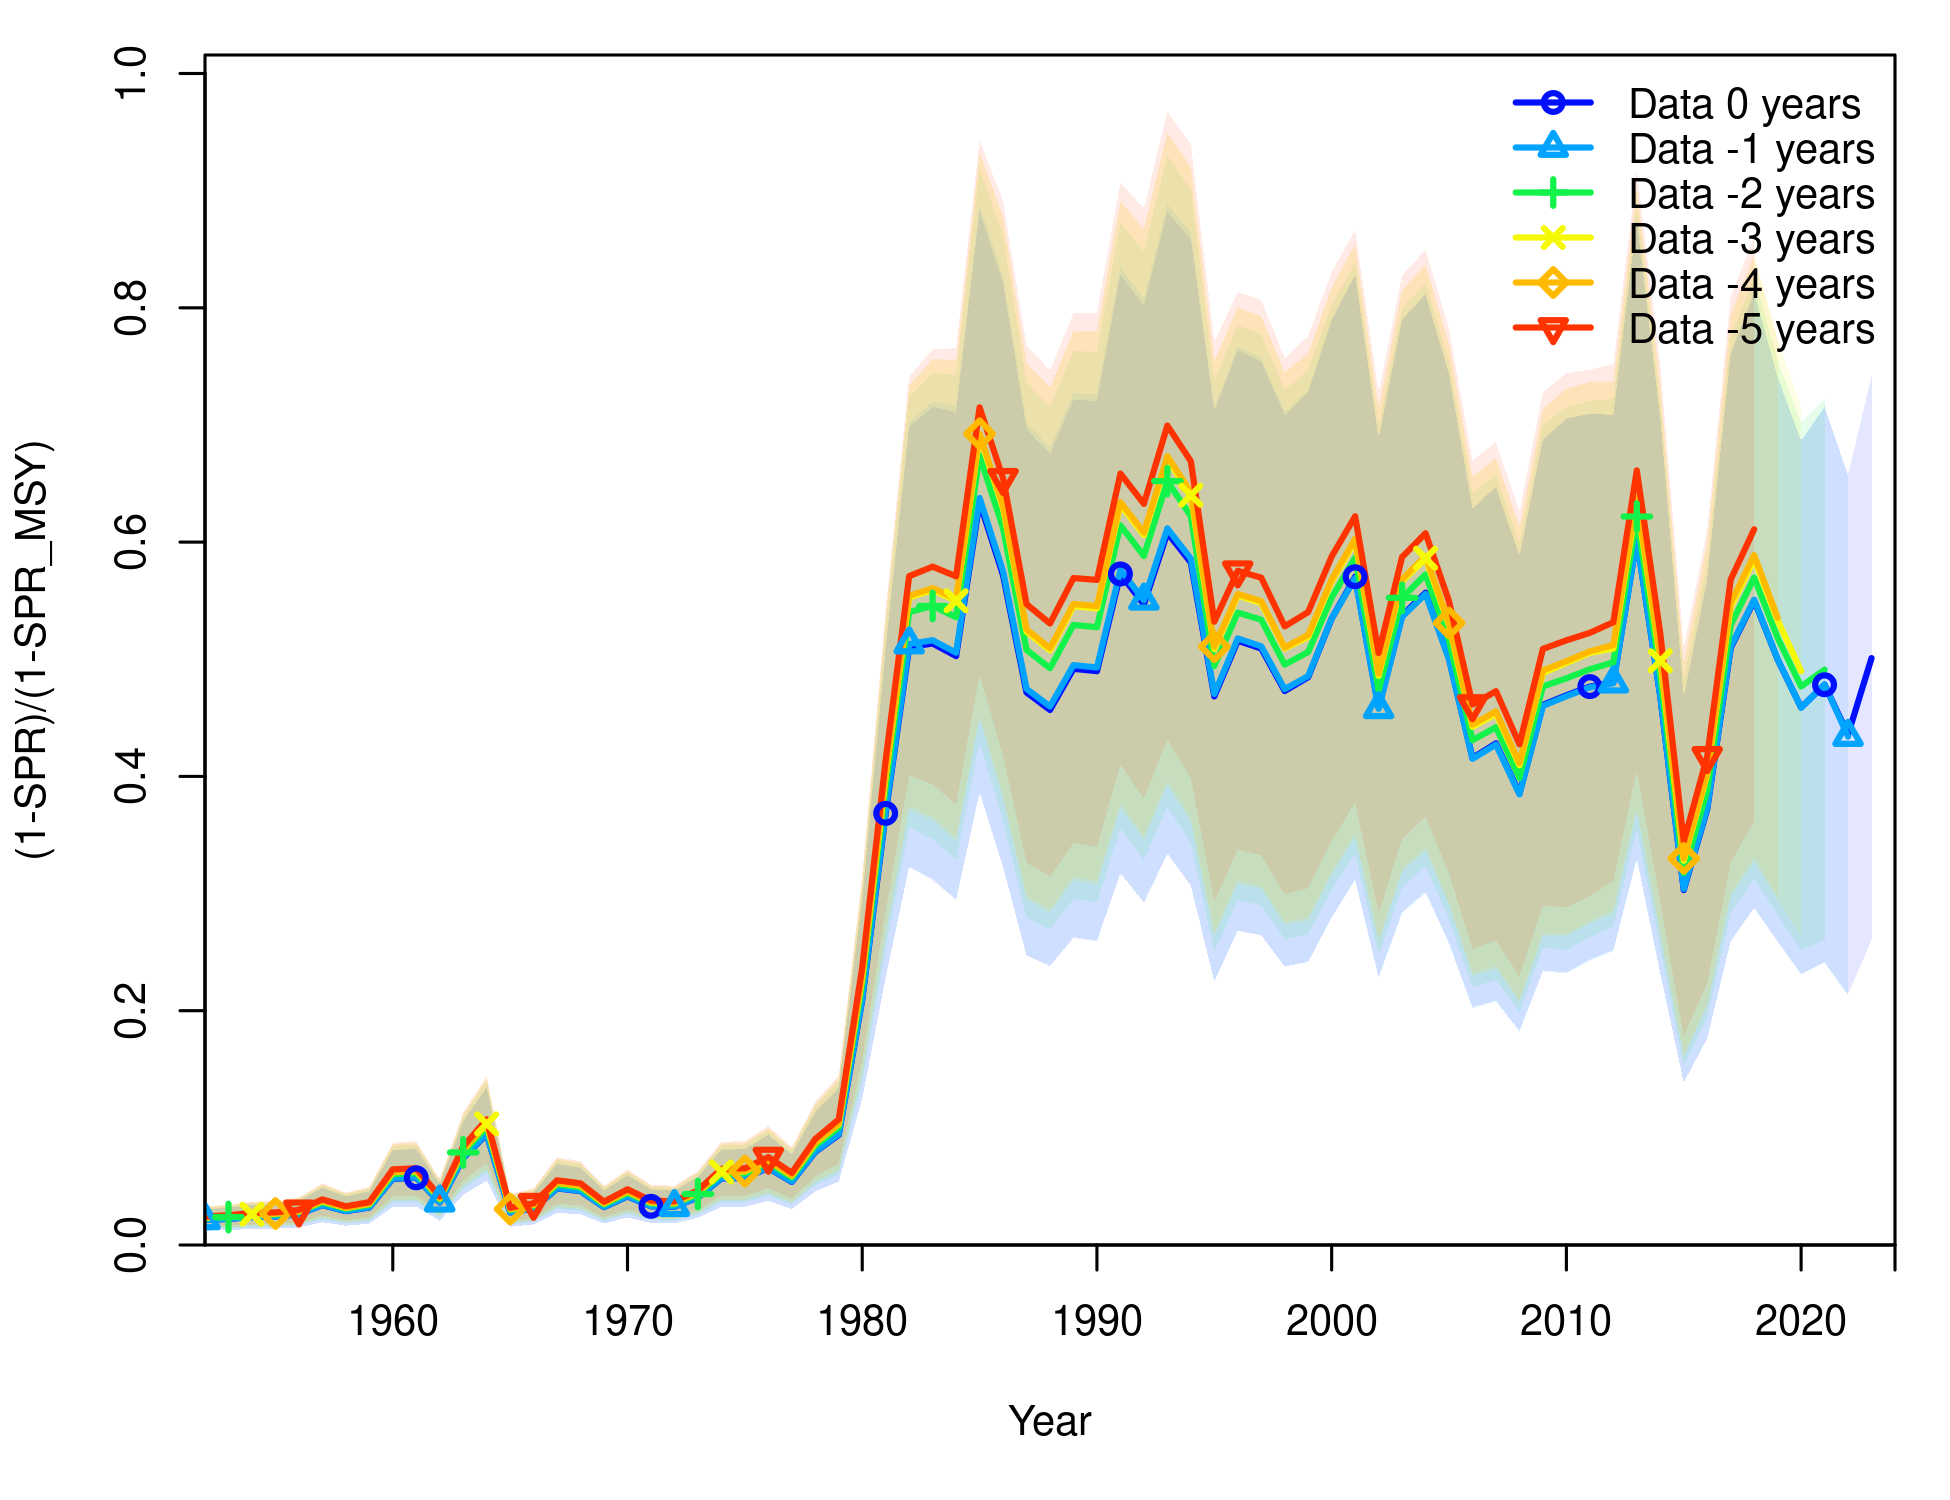 1.0
0.8
0.6
0.4
0.2
0.0
(1-SPR)/(1-SPR_MSY)
Data 0 years
Data -1 years
Data -2 years
Data -3 years
Data -4 years
Data -5 years
1960 1970 1980 1990 2000 2010 2020
Year